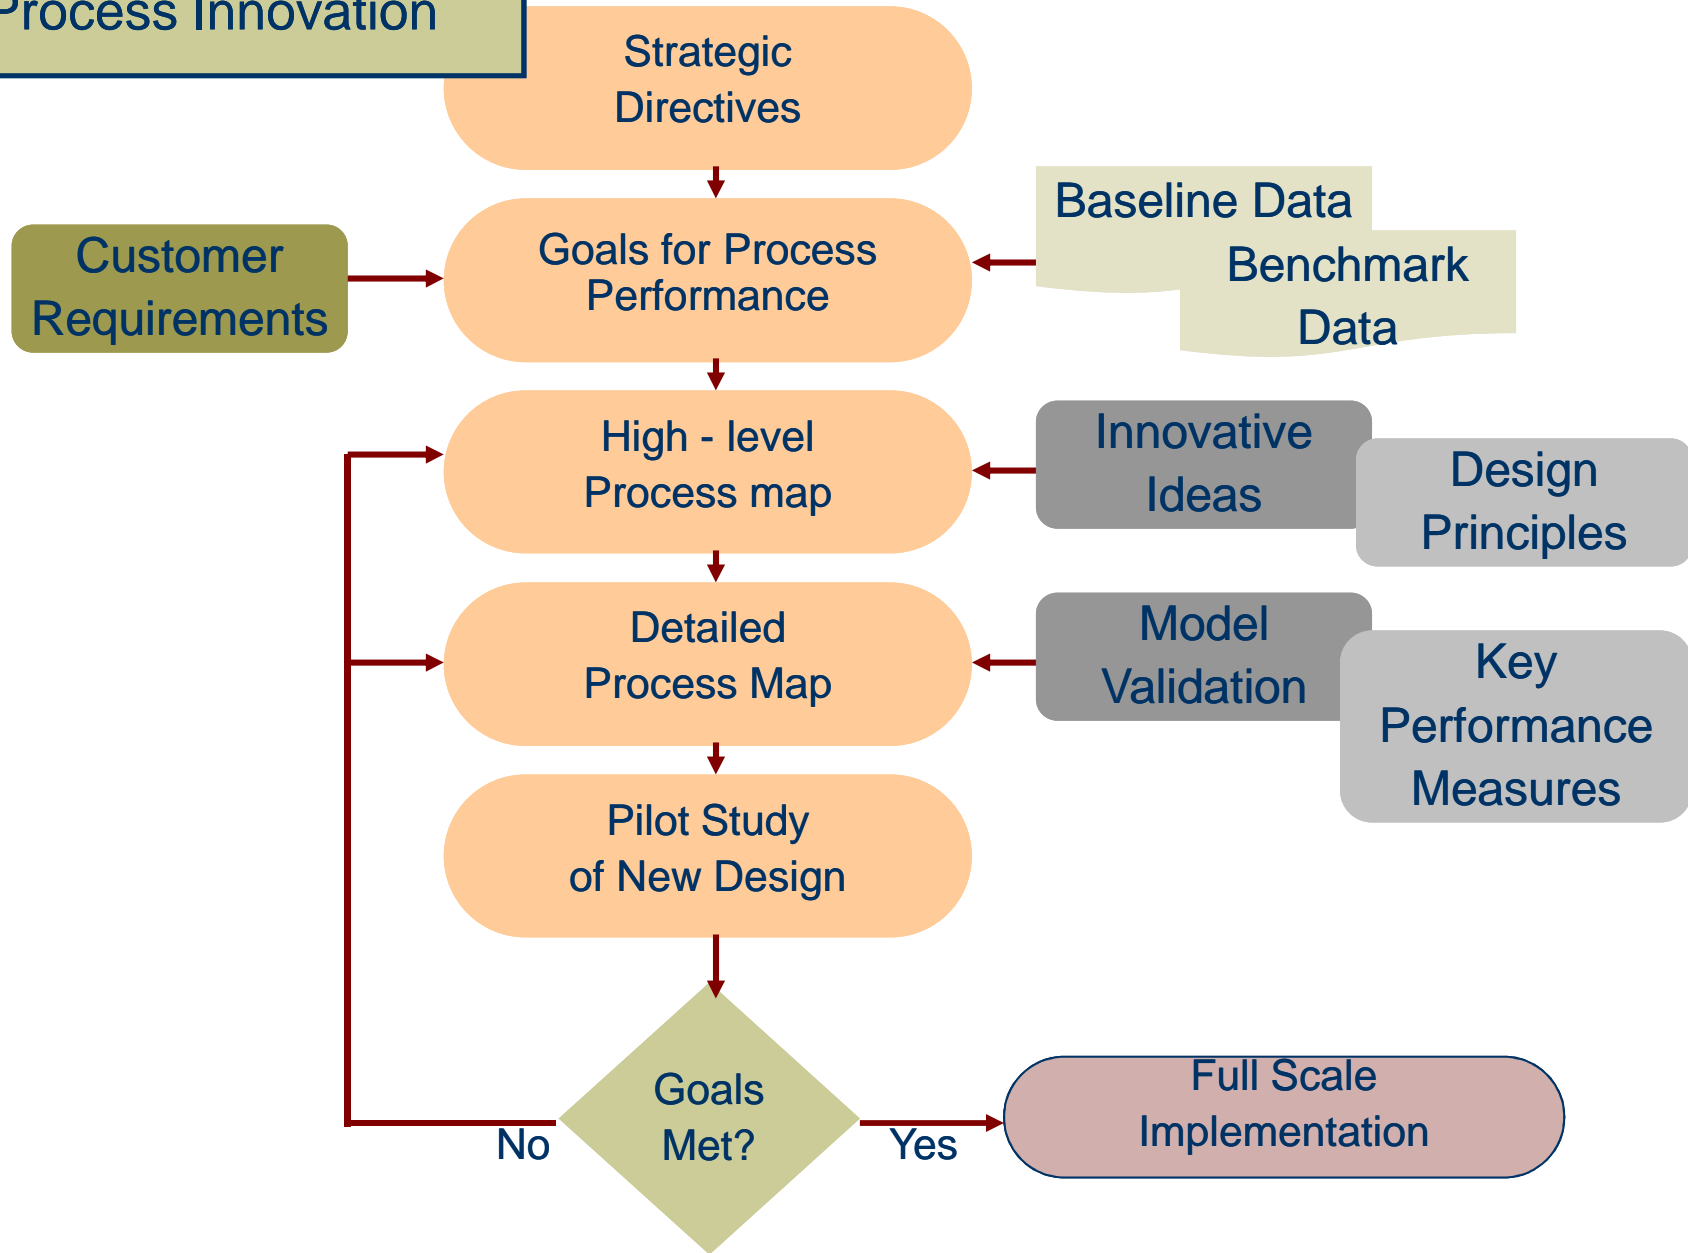 Process Innovation
Strategic
Directives
Baseline Data
Customer
Requirements
Goals for Process
Performance
Benchmark
Data
High - level
Process map
Innovative
Ideas
Design
Principles
Detailed
Process Map
Model
Validation
Key
Performance
Measures
Pilot Study
of New Design
Goals
Met?
No
Yes
Full Scale
Implementation